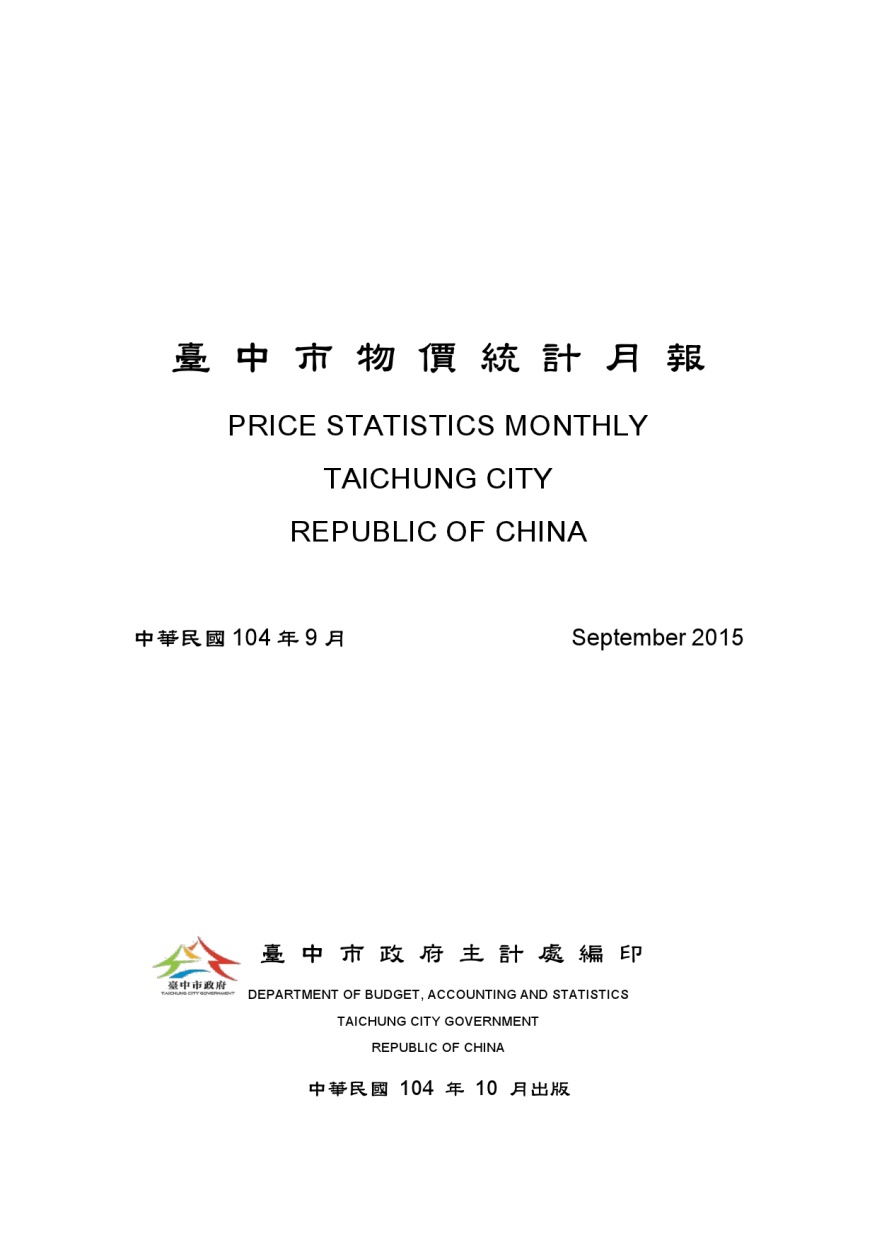 臺中市物價統計月報
PRICE STATISTICS MONTHLY
TAICHUNG CITY
REPUBLIC OF CHINA
中華民國 104 年 9 月 September 2015
臺中市政府主計處編印
臺中市政府
TAICHUNG CITY GOVERNMENT
DEPARTMENT OF BUDGET, ACCOUNTING AND STATISTICS
TAICHUNG CITY GOVERNMENT
REPUBLIC OF CHINA
中華民國 104 年 10 月出版